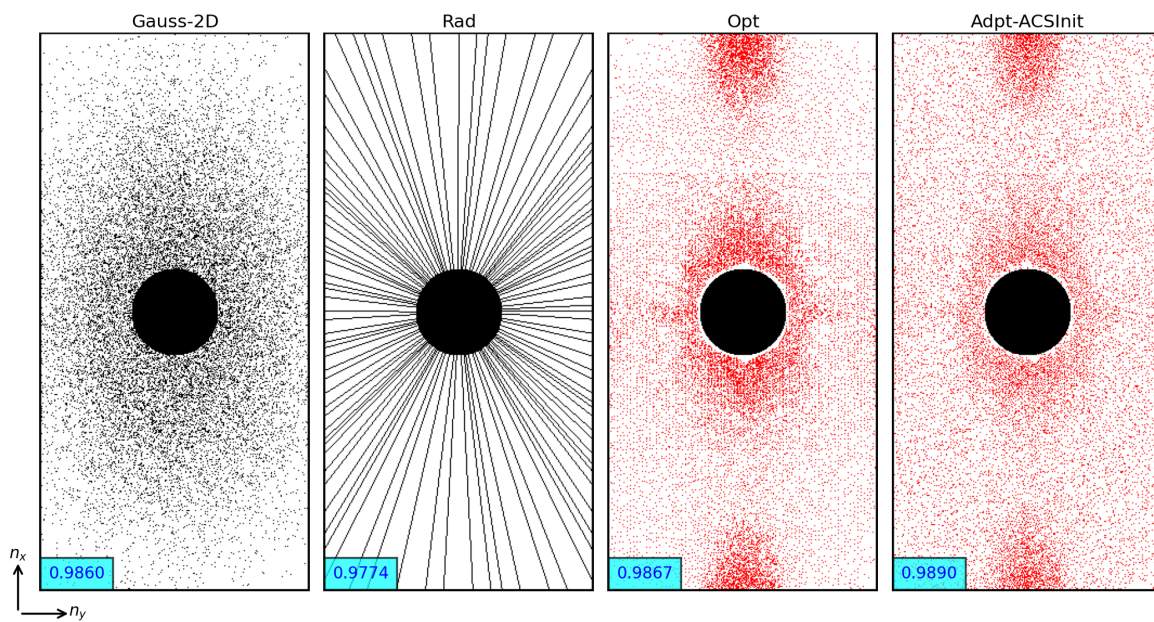 Gauss-2D
Rad
Opt
Adpt-ACSInit
0.9860
0.9774
0.9867
0.9890
n_x
n_y